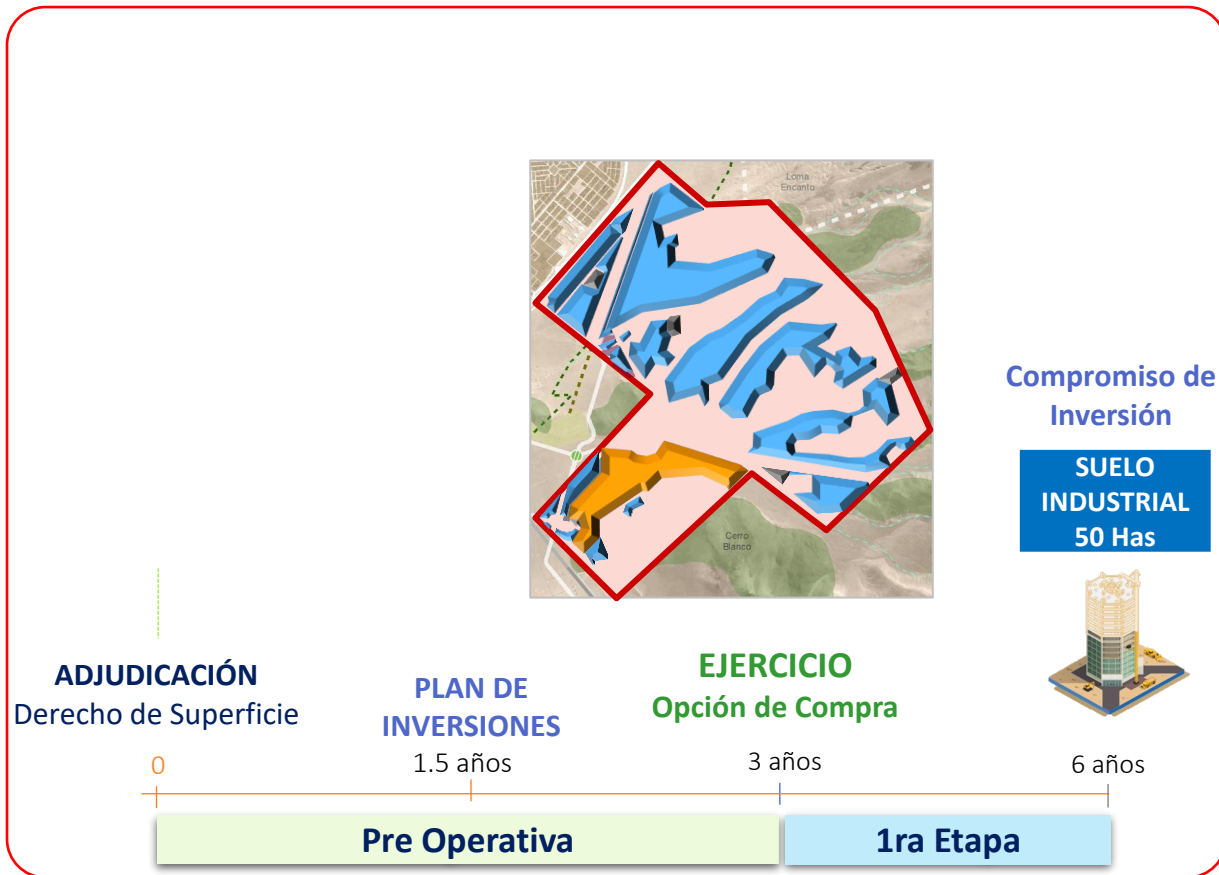 Loma
Encanto
Cerro
Blanco
Compromiso de
Inversión
SUELO
INDUSTRIAL
50 Has
ADJUDICACIÓN
Derecho de Superficie
PLAN DE
INVERSIONES
EJERCICIO
Opción de Compra
0
1.5 años
3 años
6 años
Pre Operativa
1ra Etapa